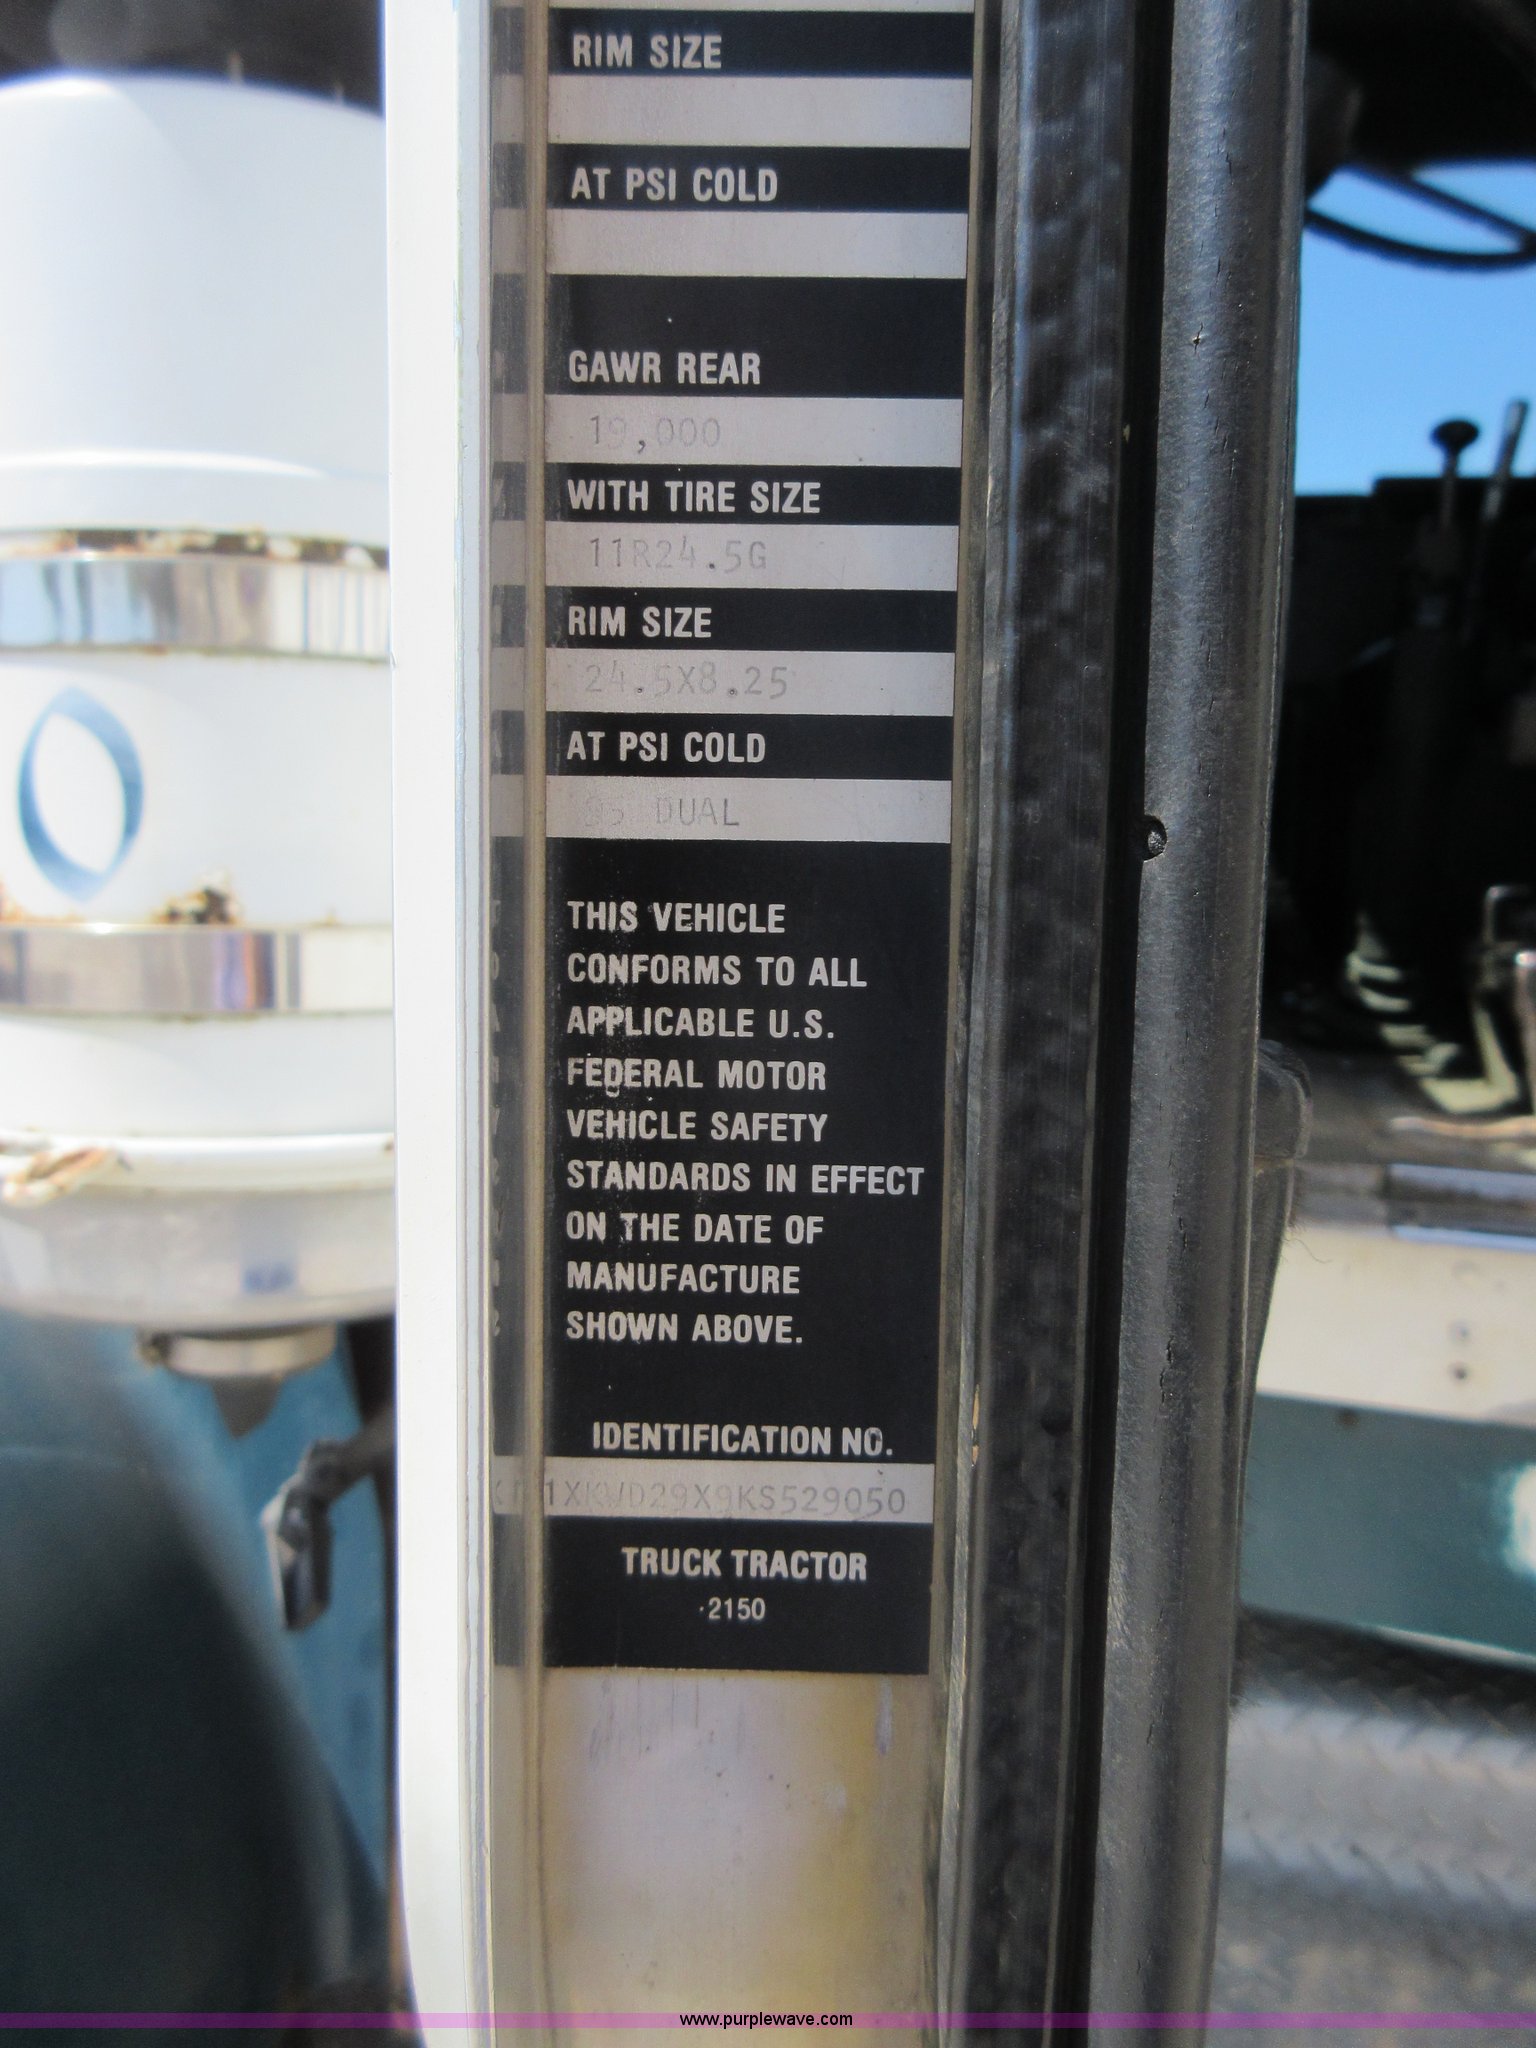 RIM SIZE
AT PSI COLD
GAWR REAR
19,000
WITH TIRE SIZE
11R24.5G
RIM SIZE
24.5X8.25
AT PSI COLD
95 DUAL
THIS VEHICLE
CONFORMS TO ALL
APPLICABLE U.S.
FEDERAL MOTOR
VEHICLE SAFETY
STANDARDS IN EFFECT
ON THE DATE OF
MANUFACTURE
SHOWN ABOVE.
IDENTIFICATION NO.
1XKWD29X9KS529050
TRUCK TRACTOR
·2150
www.purplewave.com